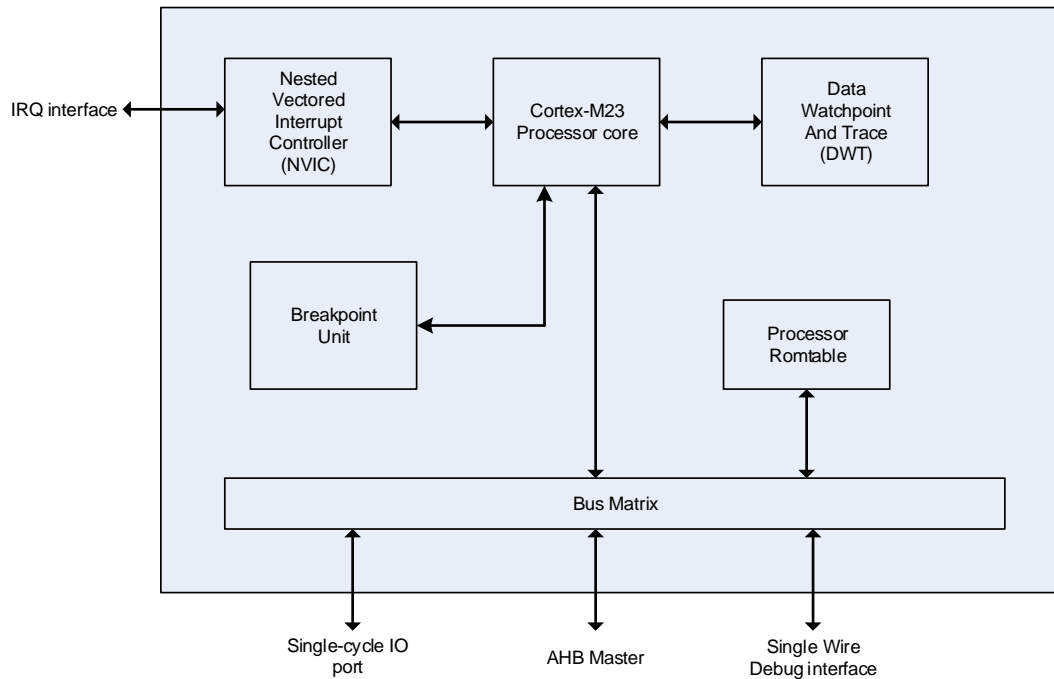 IRQ interface
Nested
Vectored
Interrupt
Controller
(NVIC)
Cortex-M23
Processor core
Data
Watchpoint
And Trace
(DWT)
Breakpoint
Unit
Processor
Romtable
Bus Matrix
Single-cycle IO
port
AHB Master
Single Wire
Debug interface